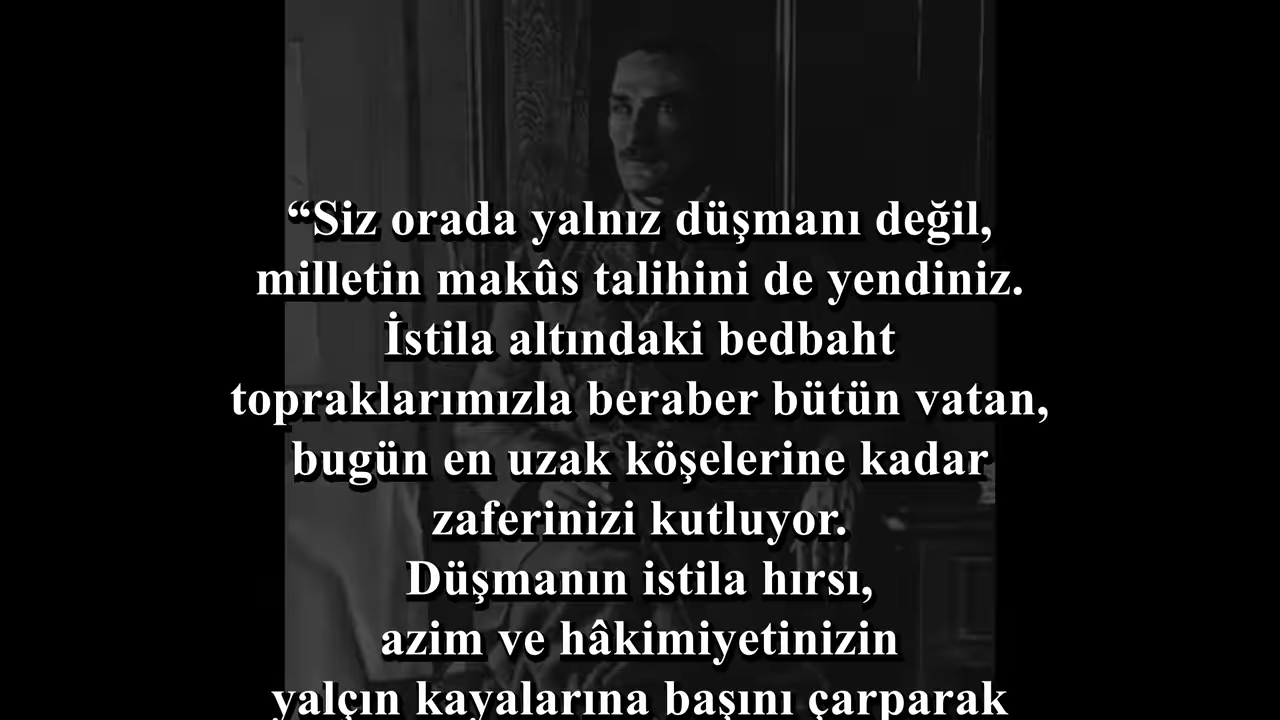 “Siz orada yalnız düşmanı değil,
milletin makûs talihini de yendiniz.
İstila altındaki bedbaht
topraklarımızla beraber bütün vatan,
bugün en uzak köşelerine kadar
zaferinizi kutluyor.
Düşmanın istila hırsı,
azim ve hâkimiyetinizin
yalçın kayalarına başını çarparak